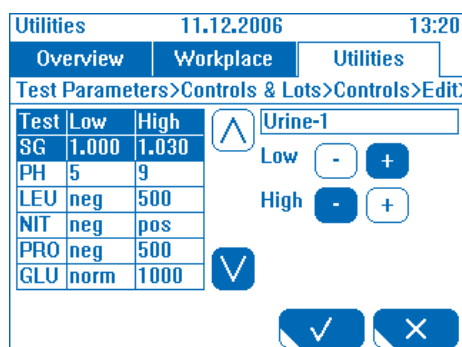 Utilities 11.12.2006 13:20
Overview Workplace Utilities
Test Parameters>Controls & Lots>Controls>Edit>
Test Low High
SG 1.000 1.030
PH 5 9
LEU neg 500
NIT neg pos
PRO neg 500
GLU norm 1000
Urine-1
Low - +
High - +